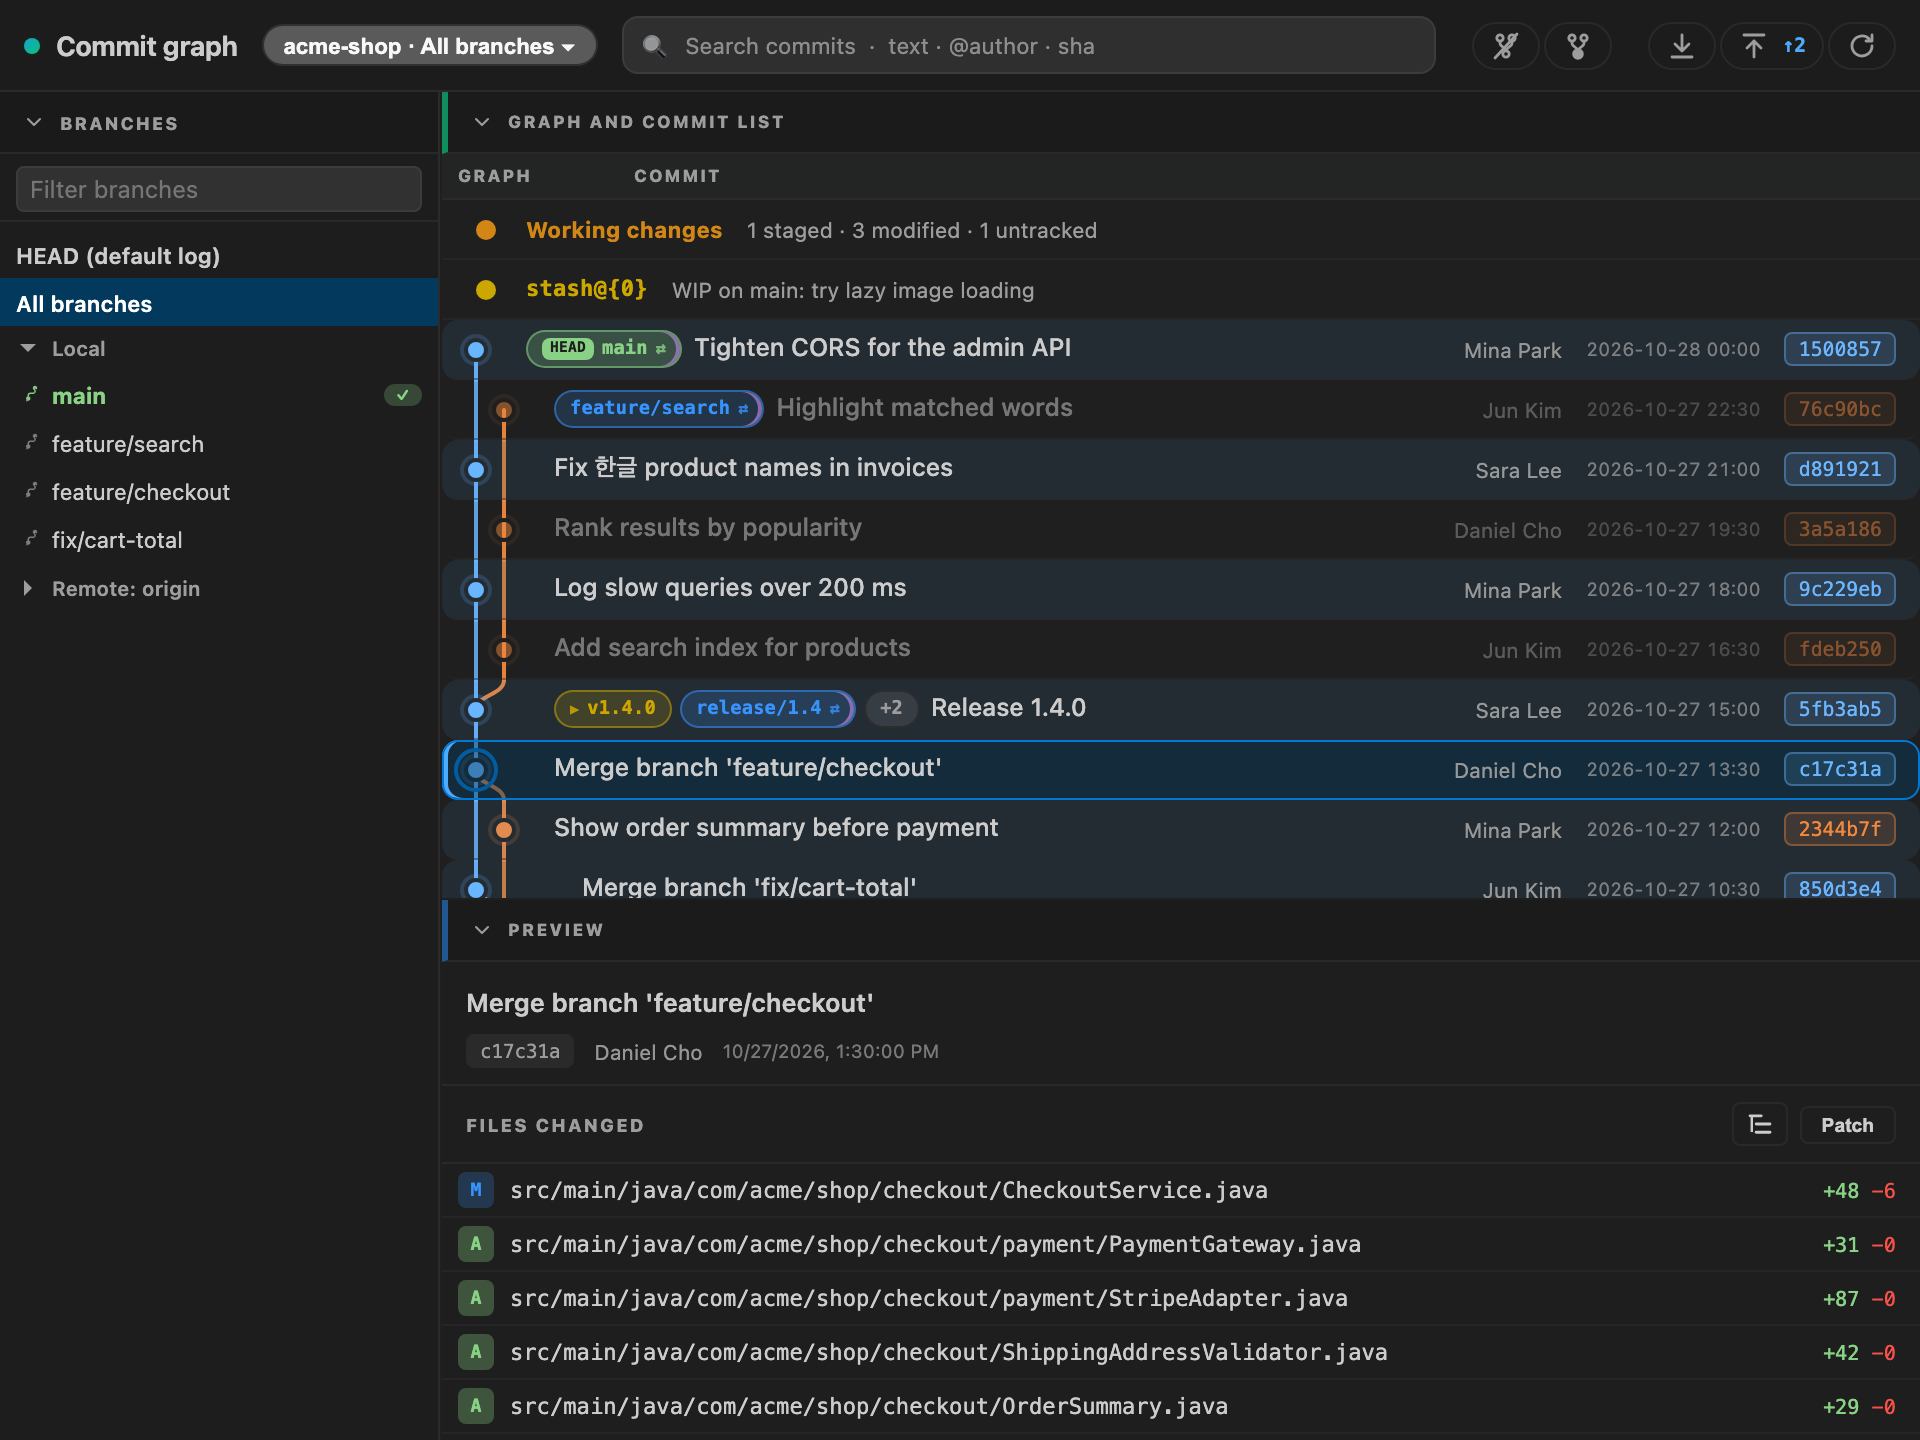 Commit graph
acme-shop · All branches
Search commits · text · @author · sha
↑2
BRANCHES
Filter branches
HEAD (default log)
All branches
Local
main
feature/search
feature/checkout
fix/cart-total
Remote: origin
GRAPH AND COMMIT LIST
GRAPH COMMIT
Working changes 1 staged · 3 modified · 1 untracked
stash@{0} WIP on main: try lazy image loading
HEAD main ⇄ Tighten CORS for the admin API Mina Park 2026-10-28 00:00 1500857
feature/search ⇄ Highlight matched words Jun Kim 2026-10-27 22:30 76c90bc
Fix 한글 product names in invoices Sara Lee 2026-10-27 21:00 d891921
Rank results by popularity Daniel Cho 2026-10-27 19:30 3a5a186
Log slow queries over 200 ms Mina Park 2026-10-27 18:00 9c229eb
Add search index for products Jun Kim 2026-10-27 16:30 fdeb250
v1.4.0 release/1.4 ⇄ +2 Release 1.4.0 Sara Lee 2026-10-27 15:00 5fb3ab5
Merge branch 'feature/checkout' Daniel Cho 2026-10-27 13:30 c17c31a
Show order summary before payment Mina Park 2026-10-27 12:00 2344b7f
Merge branch 'fix/cart-total' Jun Kim 2026-10-27 10:30 850d3e4
PREVIEW
Merge branch 'feature/checkout'
c17c31a Daniel Cho 10/27/2026, 1:30:00 PM
FILES CHANGED
Patch
M src/main/java/com/acme/shop/checkout/CheckoutService.java +48 −6
A src/main/java/com/acme/shop/checkout/payment/PaymentGateway.java +31 −0
A src/main/java/com/acme/shop/checkout/payment/StripeAdapter.java +87 −0
A src/main/java/com/acme/shop/checkout/ShippingAddressValidator.java +42 −0
A src/main/java/com/acme/shop/checkout/OrderSummary.java +29 −0